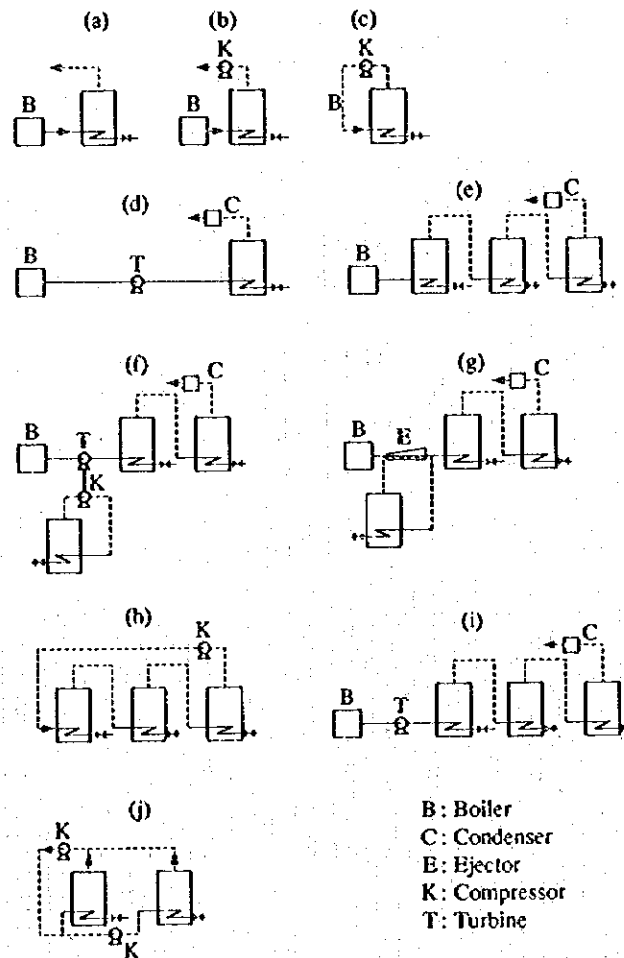 (a) (b) (c)
K K
B B B
(d) (e)
C C
B T B
(f) (g)
C C
B T B E
K
(h) (i)
K C
B T
(j)
K
K
B : Boiler
C : Condenser
E : Ejector
K : Compressor
T : Turbine